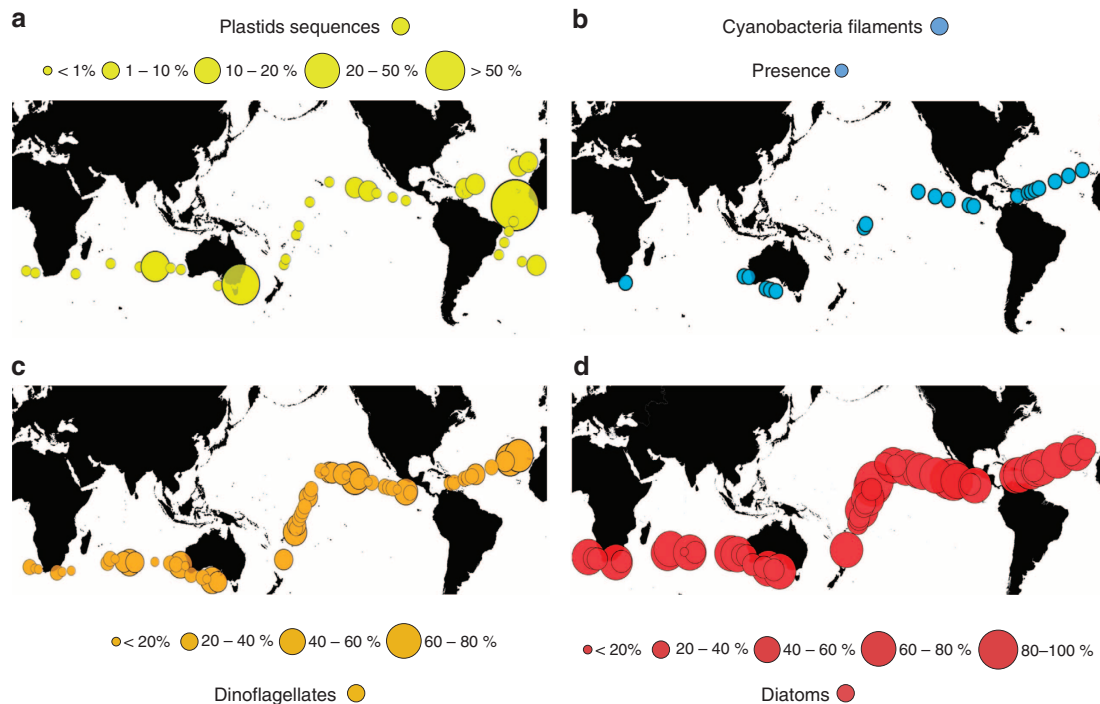 a
Plastids sequences
< 1% 1 – 10 % 10 – 20 % 20 – 50 % > 50 %
b
Cyanobacteria filaments
Presence
c
d
< 20% 20 – 40 % 40 – 60 % 60 – 80 %
Dinoflagellates
< 20% 20 – 40 % 40 – 60 % 60 – 80 % 80–100 %
Diatoms